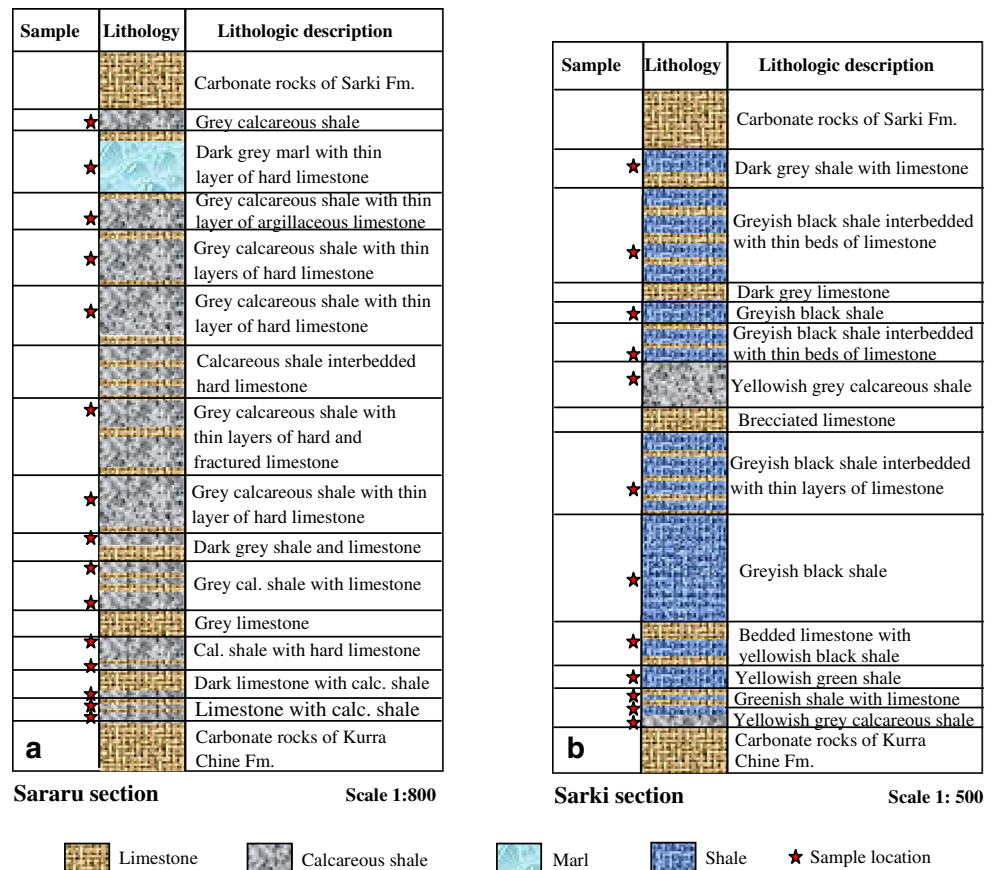 Sample Lithology Lithologic description
Carbonate rocks of Sarki Fm.
Grey calcareous shale
Dark grey marl with thin
layer of hard limestone
Grey calcareous shale with thin
layer of argillaceous limestone
Grey calcareous shale with thin
layers of hard limestone
Grey calcareous shale with thin
layer of hard limestone
Calcareous shale interbedded
hard limestone
Grey calcareous shale with
thin layers of hard and
fractured limestone
Grey calcareous shale with thin
layer of hard limestone
Dark grey shale and limestone
Grey cal. shale with limestone
Grey limestone
Cal. shale with hard limestone
Dark limestone with calc. shale
Limestone with calc. shale
Carbonate rocks of Kurra
Chine Fm.
a
Sararu section Scale 1:800
Sample Lithology Lithologic description
Carbonate rocks of Sarki Fm.
Dark grey shale with limestone
Greyish black shale interbedded
with thin beds of limestone
Dark grey limestone
Greyish black shale
Greyish black shale interbedded
with thin beds of limestone
Yellowish grey calcareous shale
Brecciated limestone
Greyish black shale interbedded
with thin layers of limestone
Greyish black shale
Bedded limestone with
yellowish black shale
Yellowish green shale
Greenish shale with limestone
Yellowish grey calcareous shale
Carbonate rocks of Kurra
Chine Fm.
b
Sarki section Scale 1: 500
Limestone Calcareous shale Marl Shale Sample location